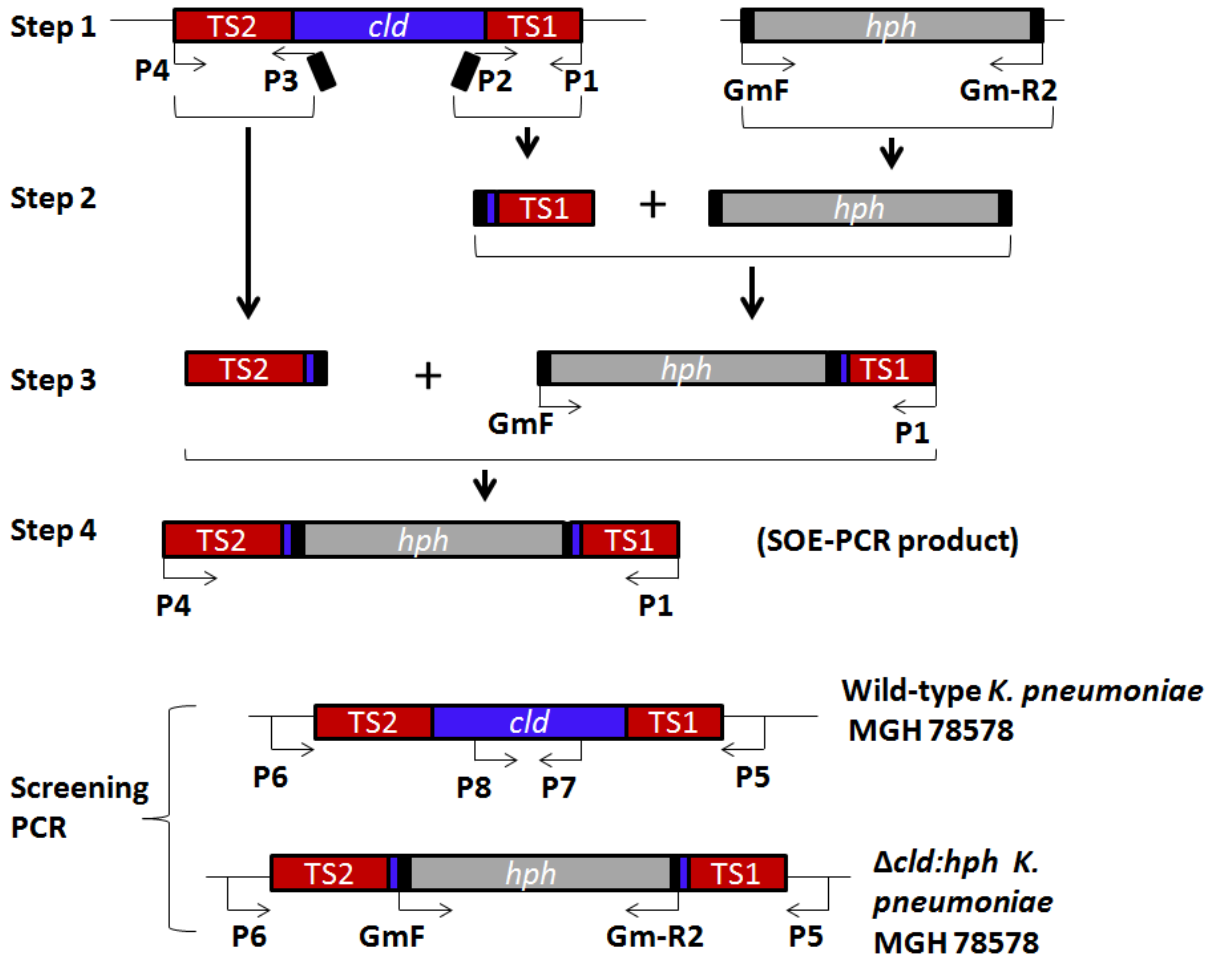 Step 1
TS2 cld TS1 hph
P4 P3 P2 P1 GmF Gm-R2
Step 2
TS1 + hph
Step 3
TS2 + hph TS1
GmF P1
Step 4
TS2 hph TS1 (SOE-PCR product)
P4 P1
Screening
PCR
TS2 cld TS1
P6 P8 P7 P5
Wild-type K. pneumoniae
MGH 78578
TS2 hph TS1
P6 GmF Gm-R2 P5
Δcld:hph K.
pneumoniae
MGH 78578